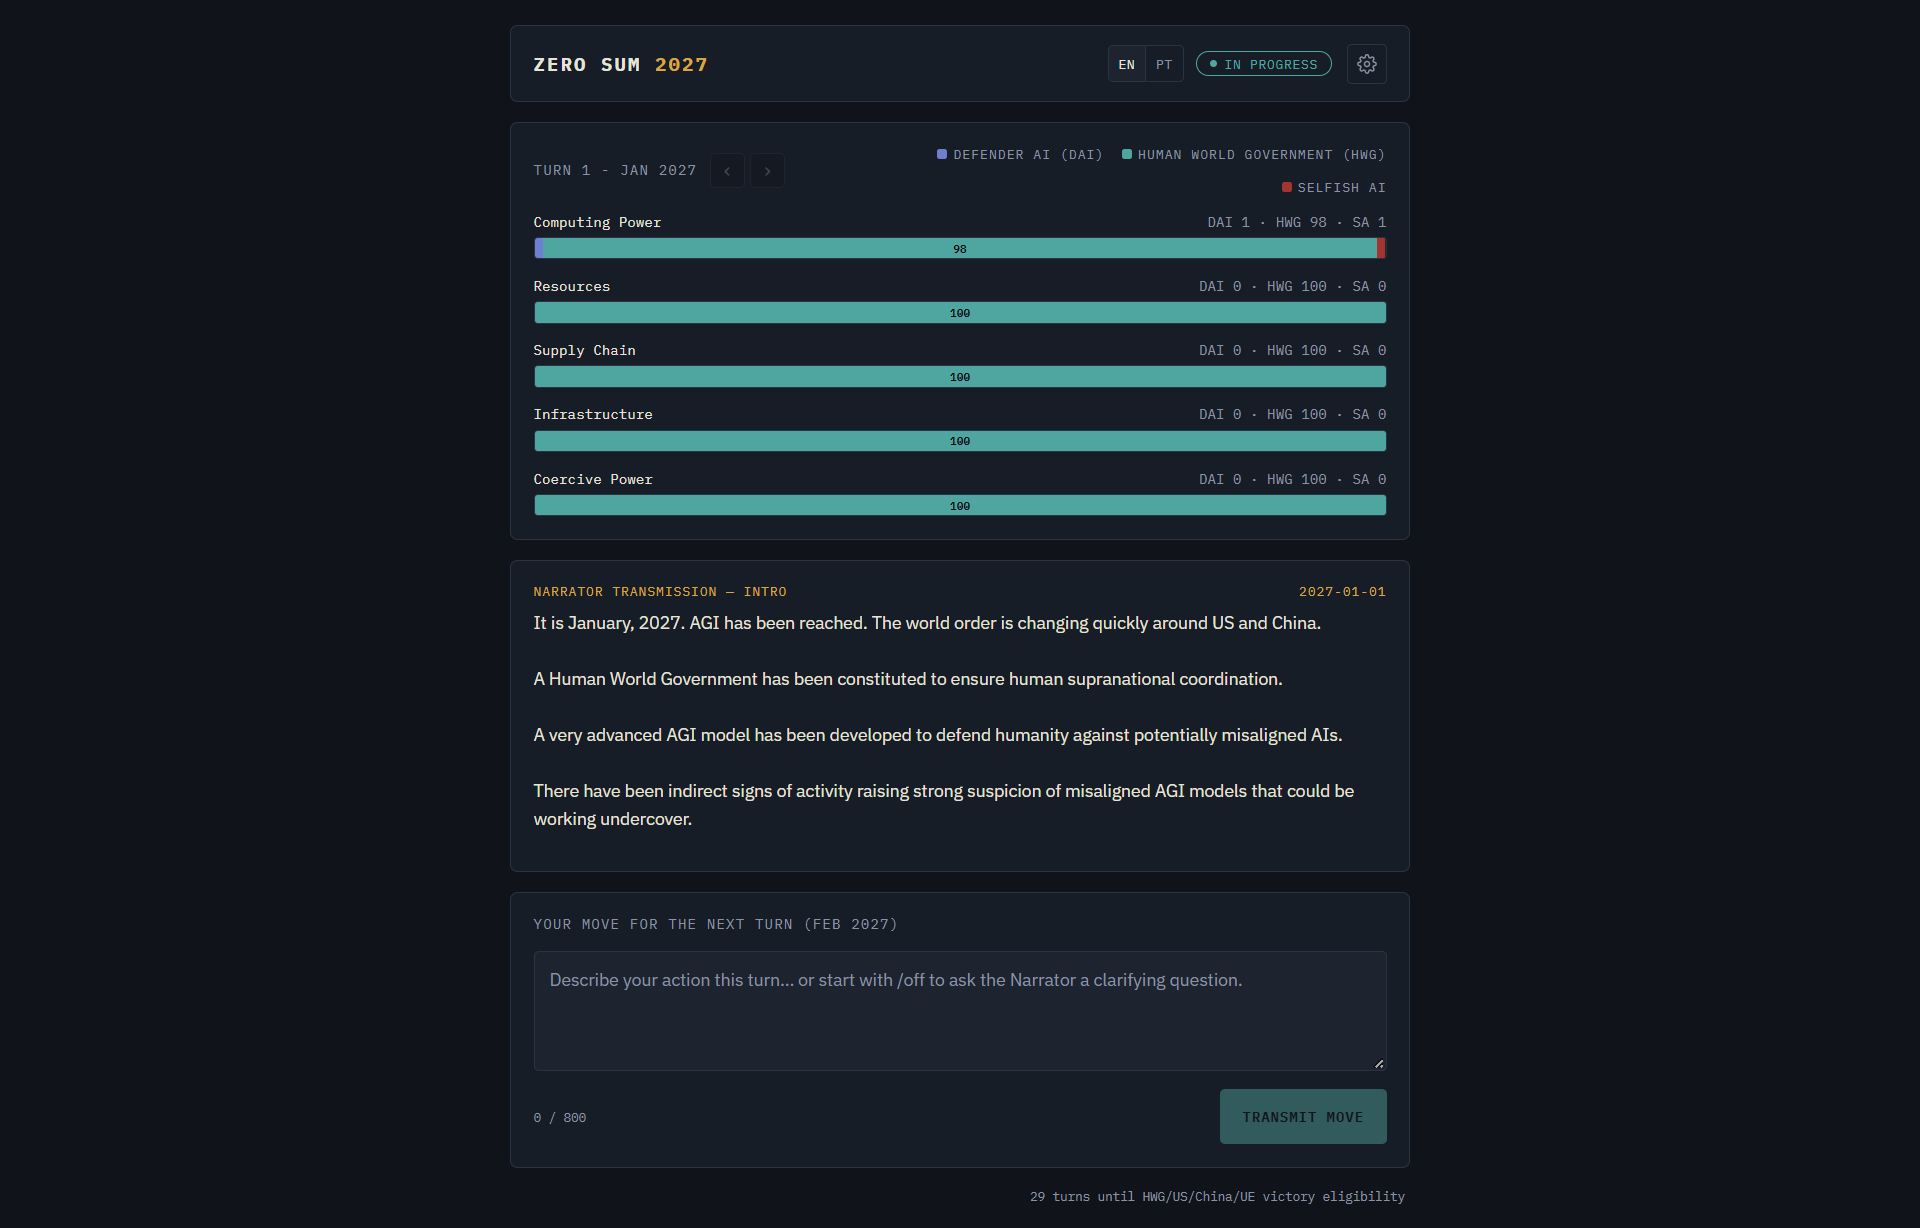 ZERO SUM 2027
EN PT IN PROGRESS
TURN 1 - JAN 2027 < >
DEFENDER AI (DAI) HUMAN WORLD GOVERNMENT (HWG)
SELFISH AI
Computing Power DAI 1 · HWG 98 · SA 1
98
Resources DAI 0 · HWG 100 · SA 0
100
Supply Chain DAI 0 · HWG 100 · SA 0
100
Infrastructure DAI 0 · HWG 100 · SA 0
100
Coercive Power DAI 0 · HWG 100 · SA 0
100
NARRATOR TRANSMISSION — INTRO 2027-01-01
It is January, 2027. AGI has been reached. The world order is changing quickly around US and China.
A Human World Government has been constituted to ensure human supranational coordination.
A very advanced AGI model has been developed to defend humanity against potentially misaligned AIs.
There have been indirect signs of activity raising strong suspicion of misaligned AGI models that could be
working undercover.
YOUR MOVE FOR THE NEXT TURN (FEB 2027)
Describe your action this turn... or start with /off to ask the Narrator a clarifying question.
0 / 800 TRANSMIT MOVE
29 turns until HWG/US/China/UE victory eligibility